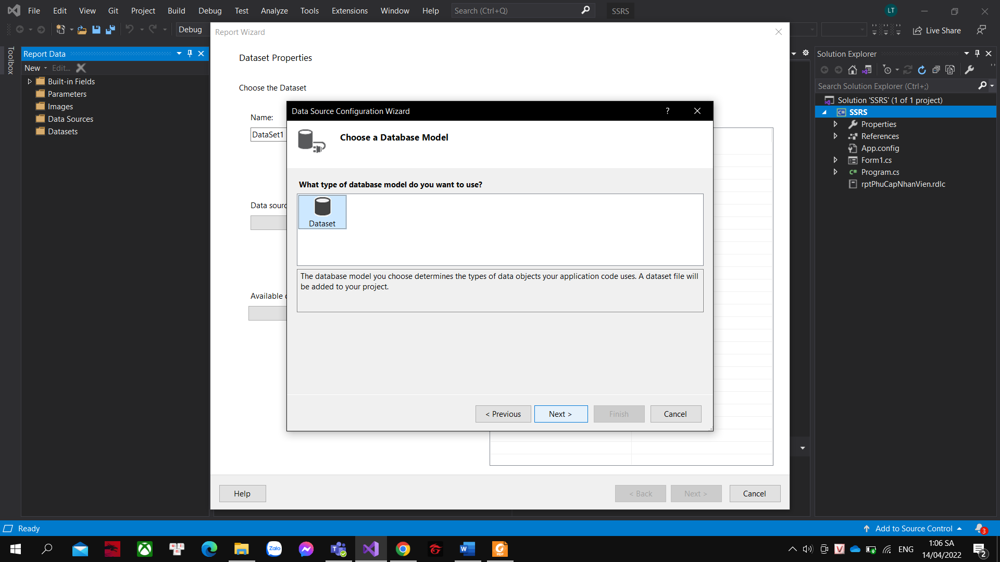 File Edit View Git Project Build Debug Test Analyze Tools Extensions Window Help Search (Ctrl+Q) SSRS LT
Debug
Live Share
Toolbox
Report Data
New Edit...
Built-in Fields
Parameters
Images
Data Sources
Datasets
Report Wizard
Dataset Properties
Choose the Dataset
Name:
DataSet1
Data sourc
Available
Data Source Configuration Wizard ?
Choose a Database Model
What type of database model do you want to use?
Dataset
The database model you choose determines the types of data objects your application code uses. A dataset file will
be added to your project.
< Previous Next > Finish Cancel
Help < Back Next > Cancel
Solution Explorer
Search Solution Explorer (Ctrl+;)
Solution 'SSRS' (1 of 1 project)
C# SSRS
Properties
References
App.config
Form1.cs
C# Program.cs
rptPhuCapNhanVien.rdlc
Ready Add to Source Control 3
Zalo
PDF
ENG
1:06 SA
14/04/2022
2